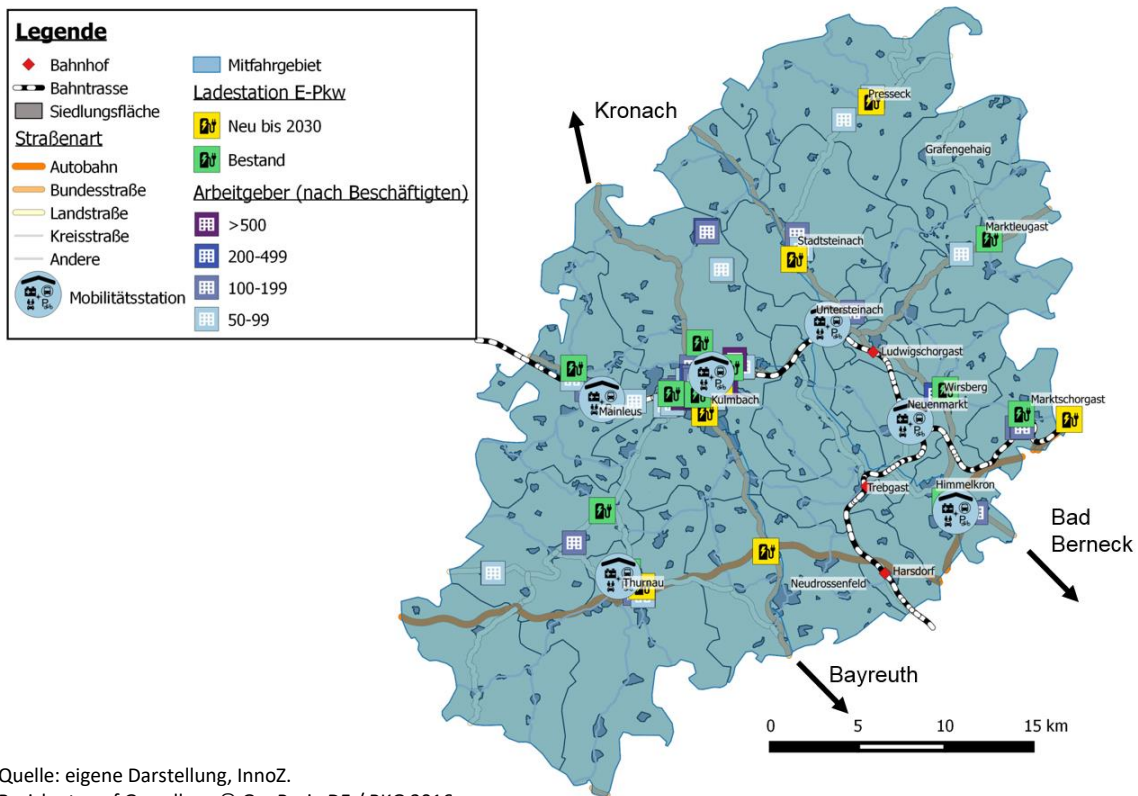 Legende
Bahnhof
Bahntrasse
Siedlungsfläche
Straßenart
Autobahn
Bundesstraße
Landstraße
Kreisstraße
Andere
Mobilitätsstation
Mitfahrgebiet
Ladestation E-Pkw
Neu bis 2030
Bestand
Arbeitgeber (nach Beschäftigten)
>500
200-499
100-199
50-99
Kronach
Presseck
Grafengehaig
Marktleugast
Stadtsteinach
Untersteinach
Ludwigschorgast
Wirsberg
Kulmbach
Mainleus
Neuenmarkt
Marktschorgast
Trebgast
Himmelkron
Bad
Berneck
Harsdorf
Thurnau
Neudrossenfeld
Bayreuth
0 5 10 15 km
Quelle: eigene Darstellung, InnoZ.